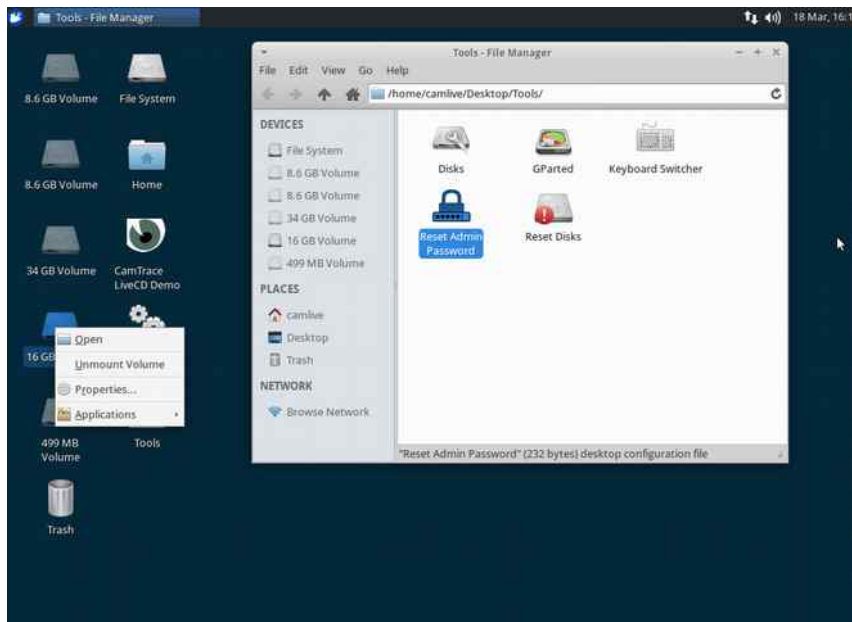 Tools - File Manager
18 Mar, 16:1
8.6 GB Volume
File System
8.6 GB Volume
Home
34 GB Volume
CamTrace
LiveCD Demo
16 GB
Open
Unmount Volume
Properties...
Applications
499 MB
Volume
Tools
Trash
Tools - File Manager
File Edit View Go Help
/home/camlive/Desktop/Tools/
DEVICES
File System
8.6 GB Volume
8.6 GB Volume
34 GB Volume
16 GB Volume
499 MB Volume
PLACES
camlive
Desktop
Trash
NETWORK
Browse Network
Disks
GParted
Keyboard Switcher
Reset Admin
Password
Reset Disks
"Reset Admin Password" (232 bytes) desktop configuration file